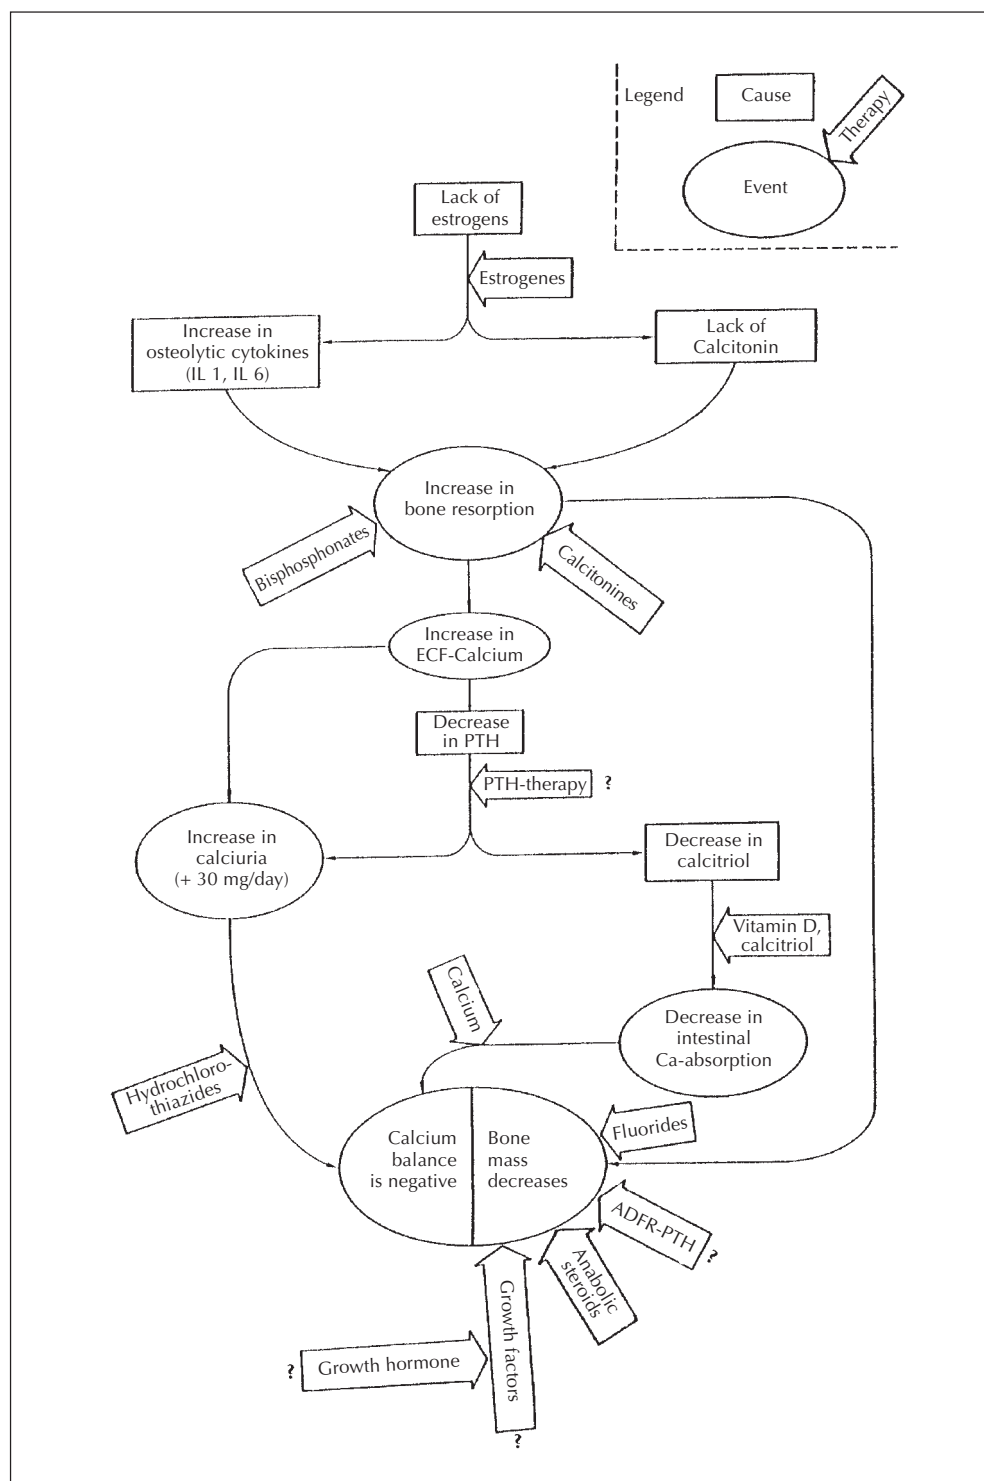 Legend
Cause
Therapy
Event
Lack of
estrogens
Estrogenes
Increase in
osteolytic cytokines
(IL 1, IL 6)
Lack of
Calcitonin
Increase in
bone resorption
Bisphosphonates
Calcitonines
Increase in
ECF-Calcium
Decrease
in PTH
PTH-therapy ?
Increase in
calciuria
(+ 30 mg/day)
Decrease in
calcitriol
Vitamin D,
calcitriol
Calcium
Decrease in
intestinal
Ca-absorption
Hydrochloro-
thiazides
Calcium
balance
is negative
Bone
mass
decreases
Fluorides
ADFR-PTH ?
Anabolic
steroids
Growth factors
?
? Growth hormone